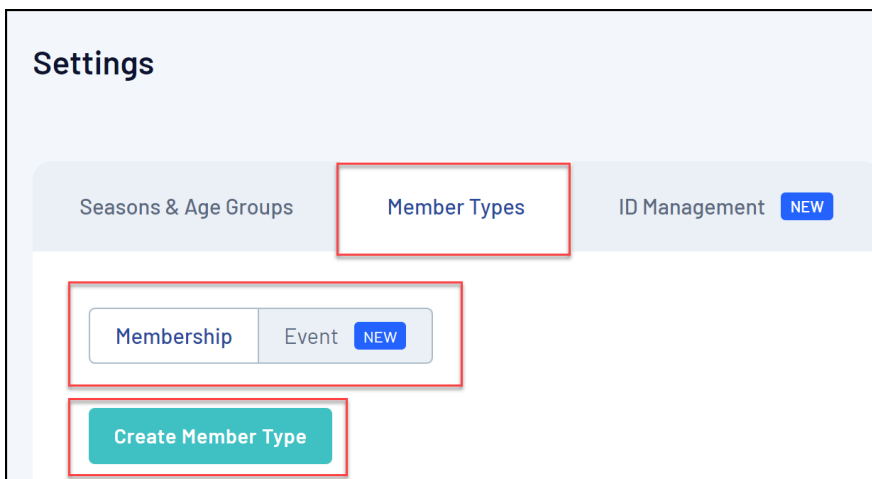 Settings
Seasons & Age Groups Member Types ID Management NEW
Membership Event NEW
Create Member Type